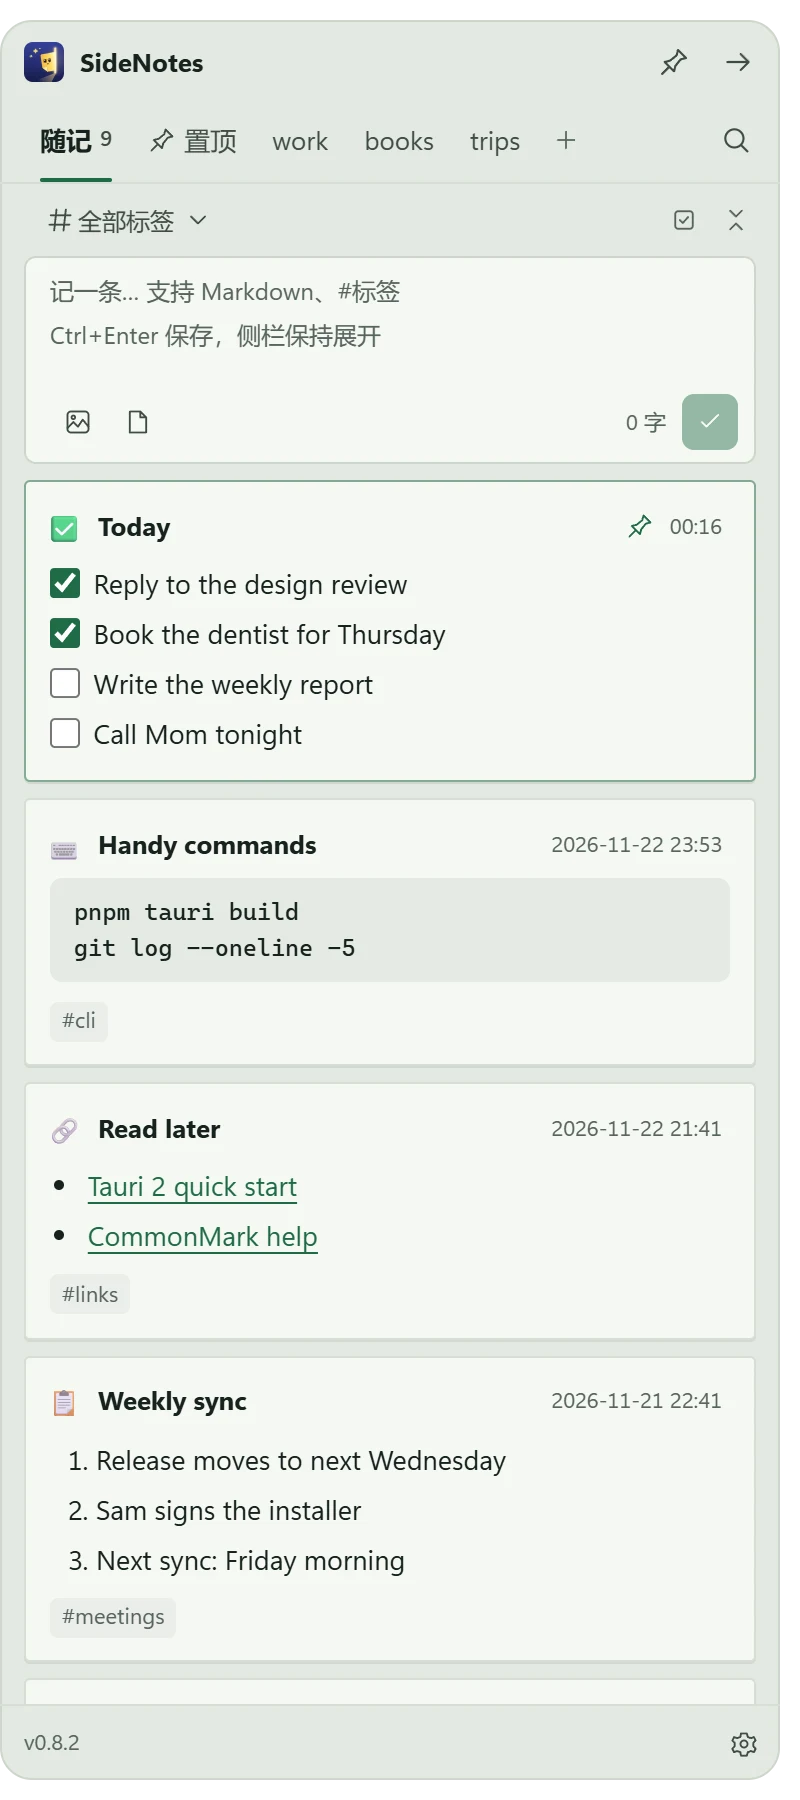 SideNotes
随记 9 置顶 work books trips +
# 全部标签
记一条... 支持 Markdown、#标签
Ctrl+Enter 保存，侧栏保持展开
0 字
Today 00:16
Reply to the design review
Book the dentist for Thursday
Write the weekly report
Call Mom tonight
Handy commands 2026-11-22 23:53
pnpm tauri build
git log --oneline -5
#cli
Read later 2026-11-22 21:41
• Tauri 2 quick start
• CommonMark help
#links
Weekly sync 2026-11-21 22:41
1. Release moves to next Wednesday
2. Sam signs the installer
3. Next sync: Friday morning
#meetings
v0.8.2